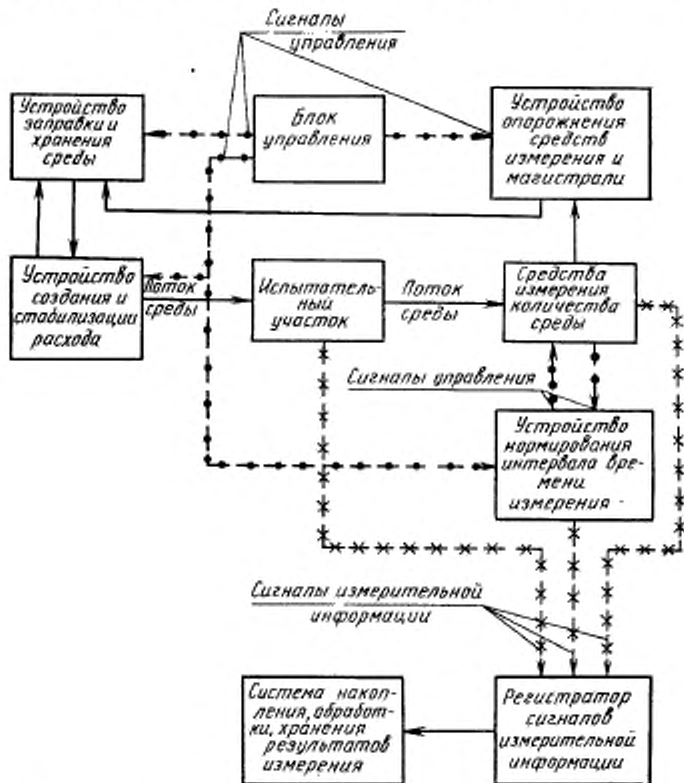 Сигналы
управления
Устройство
заправки и
хранения
среды
Блок
управления
Устройство
опорожнения
средств
измерения и
магистрали
Устройство
создания и
стабилизации
расхода
Поток
среды
Испытатель-
ный
участок
Поток
среды
Средства
измерения
количества
среды
Сигналы управления
Устройство
нормирования
интервала вре-
мени
измерения
Сигналы измерительной
информации
Система накоп-
ления, обработ-
ки, хранения
результатов
измерения
Регистратор
сигналов
измерительной
информации